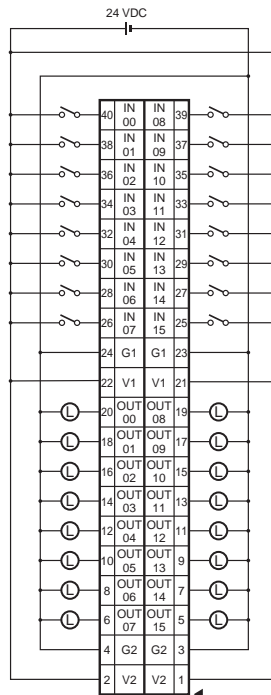 24 VDC
40 IN 00 IN 08 39
38 IN 01 IN 09 37
36 IN 02 IN 10 35
34 IN 03 IN 11 33
32 IN 04 IN 12 31
30 IN 05 IN 13 29
28 IN 06 IN 14 27
26 IN 07 IN 15 25
24 G1 G1 23
22 V1 V1 21
L 20 OUT 00 OUT 08 19 L
L 18 OUT 01 OUT 09 17 L
L 16 OUT 02 OUT 10 15 L
L 14 OUT 03 OUT 11 13 L
L 12 OUT 04 OUT 12 11 L
L 10 OUT 05 OUT 13 9 L
L 8 OUT 06 OUT 14 7 L
L 6 OUT 07 OUT 15 5 L
4 G2 G2 3
2 V2 V2 1